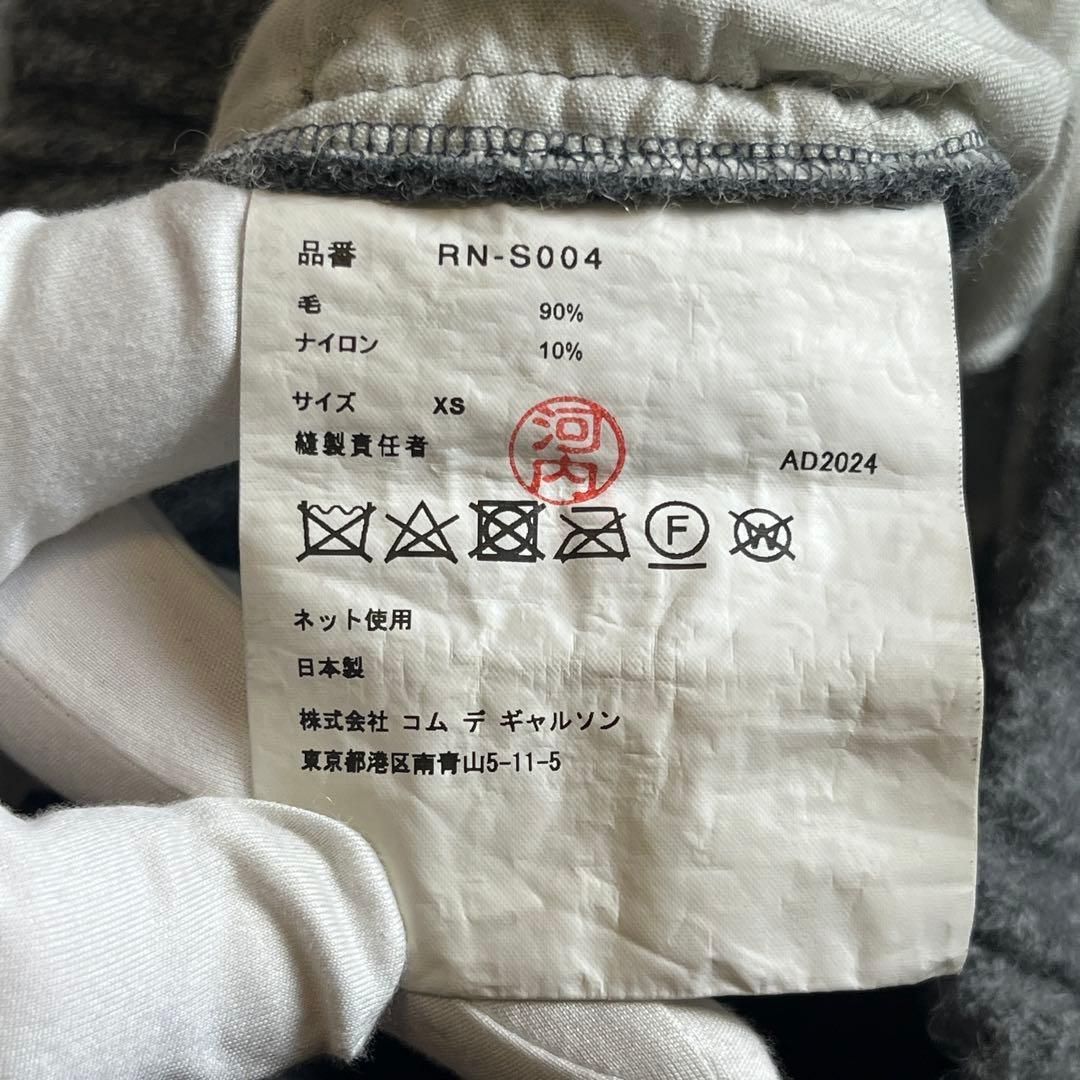 品番 RN-S004
毛 90%
ナイロン 10%
サイズ XS
河内
縫製責任者
AD2024
F
W
ネット使用
日本製
株式会社 コム デ ギャルソン
東京都港区南青山5-11-5